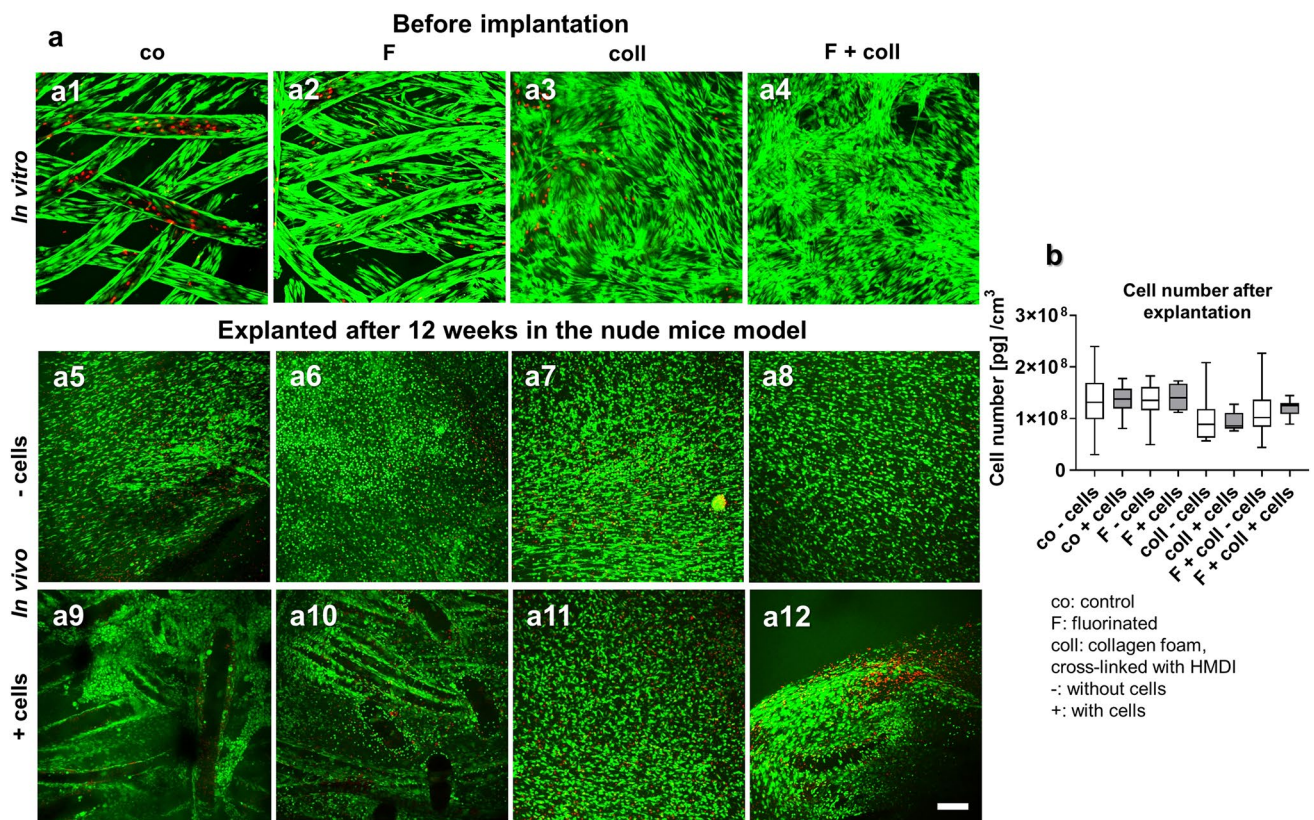 a
Before implantation
co
F
coll
F + coll
In vitro
a1
a2
a3
a4
Explanted after 12 weeks in the nude mice model
In vivo
- cells
a5
a6
a7
a8
+ cells
a9
a10
a11
a12
b
Cell number after
explantation
Cell number [pg] /cm³
3×10⁸
2×10⁸
1×10⁸
0
co - cells
co + cells
F - cells
F + cells
coll - cells
coll + cells
F + coll - cells
F + coll + cells
co: control
F: fluorinated
coll: collagen foam,
cross-linked with HMDI
-: without cells
+: with cells